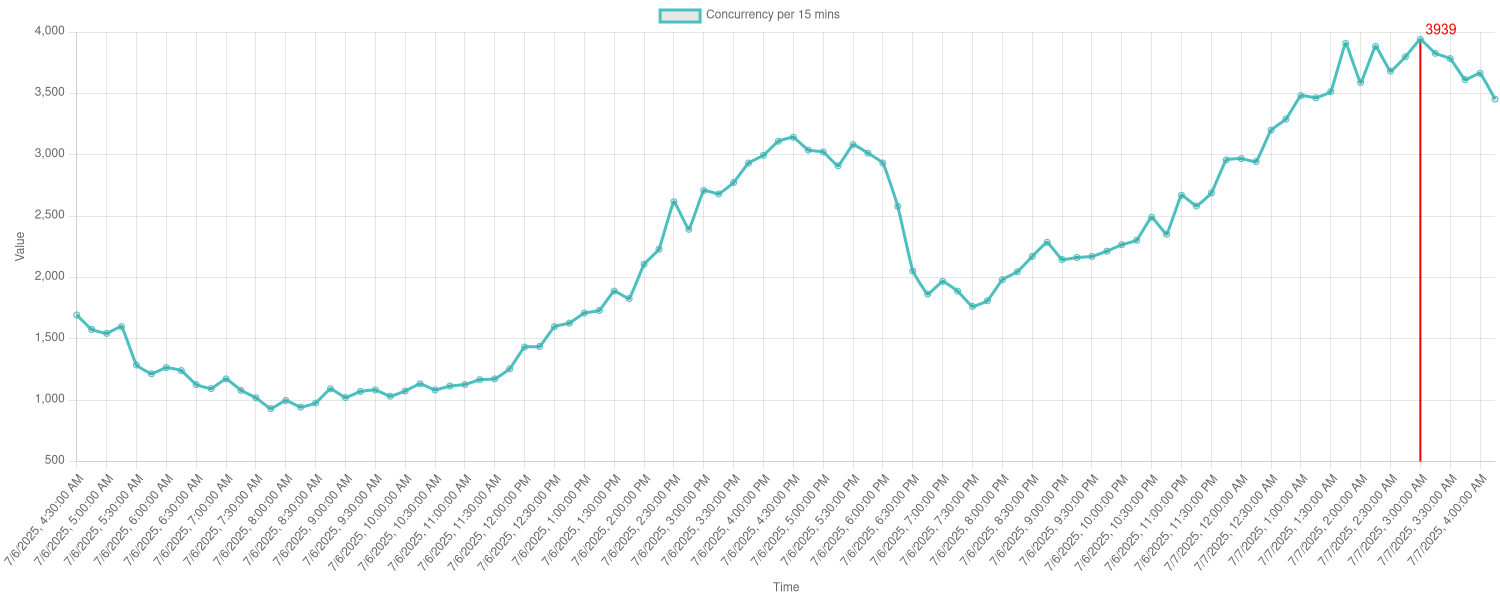 Concurrency per 15 mins
3939
4,000
3,500
3,000
2,500
2,000
1,500
1,000
500
Value
7/6/2025, 4:30:00 AM
7/6/2025, 5:00:00 AM
7/6/2025, 5:30:00 AM
7/6/2025, 6:00:00 AM
7/6/2025, 6:30:00 AM
7/6/2025, 7:00:00 AM
7/6/2025, 7:30:00 AM
7/6/2025, 8:00:00 AM
7/6/2025, 8:30:00 AM
7/6/2025, 9:00:00 AM
7/6/2025, 9:30:00 AM
7/6/2025, 10:00:00 AM
7/6/2025, 10:30:00 AM
7/6/2025, 11:00:00 AM
7/6/2025, 11:30:00 AM
7/6/2025, 12:00:00 PM
7/6/2025, 12:30:00 PM
7/6/2025, 1:00:00 PM
7/6/2025, 1:30:00 PM
7/6/2025, 2:00:00 PM
7/6/2025, 2:30:00 PM
7/6/2025, 3:00:00 PM
7/6/2025, 3:30:00 PM
7/6/2025, 4:00:00 PM
7/6/2025, 4:30:00 PM
7/6/2025, 5:00:00 PM
7/6/2025, 5:30:00 PM
7/6/2025, 6:00:00 PM
7/6/2025, 6:30:00 PM
7/6/2025, 7:00:00 PM
7/6/2025, 7:30:00 PM
7/6/2025, 8:00:00 PM
7/6/2025, 8:30:00 PM
7/6/2025, 9:00:00 PM
7/6/2025, 9:30:00 PM
7/6/2025, 10:00:00 PM
7/6/2025, 10:30:00 PM
7/6/2025, 11:00:00 PM
7/6/2025, 11:30:00 PM
7/7/2025, 12:00:00 AM
7/7/2025, 12:30:00 AM
7/7/2025, 1:00:00 AM
7/7/2025, 1:30:00 AM
7/7/2025, 2:00:00 AM
7/7/2025, 2:30:00 AM
7/7/2025, 3:00:00 AM
7/7/2025, 3:30:00 AM
7/7/2025, 4:00:00 AM
Time